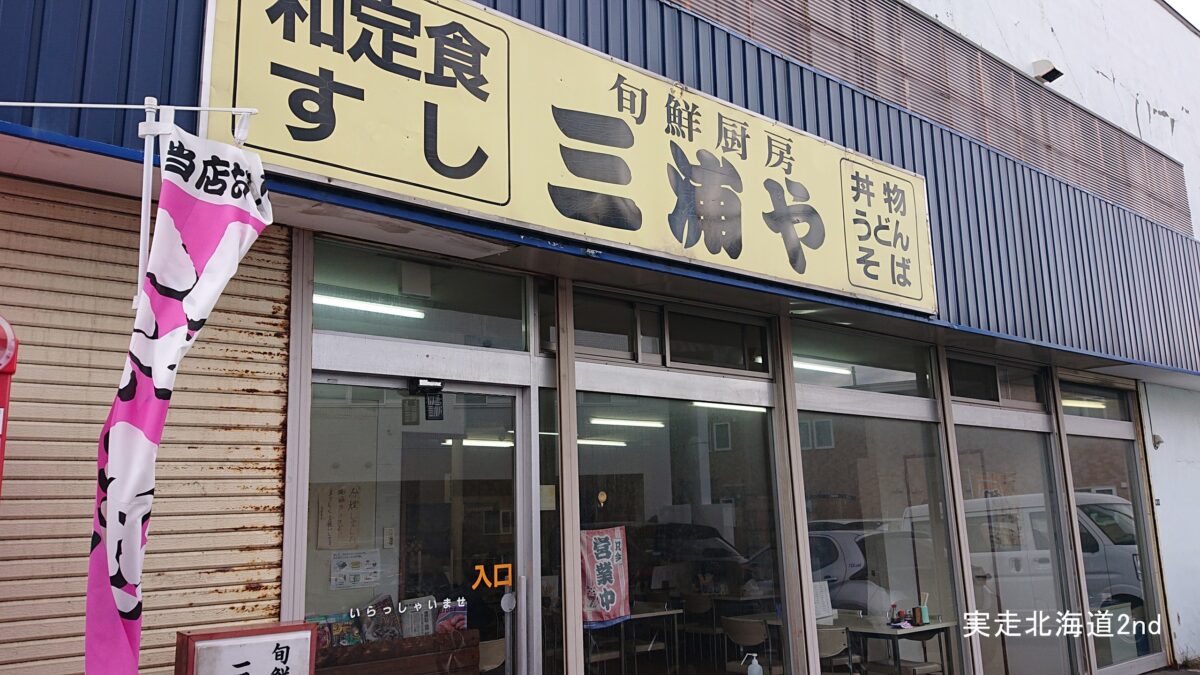 和定食
すし
旬鮮厨房
三浦や
丼物
うどん
そば
当店
入口
いらっしゃいませ
営業中
旬鮮
実走北海道2nd